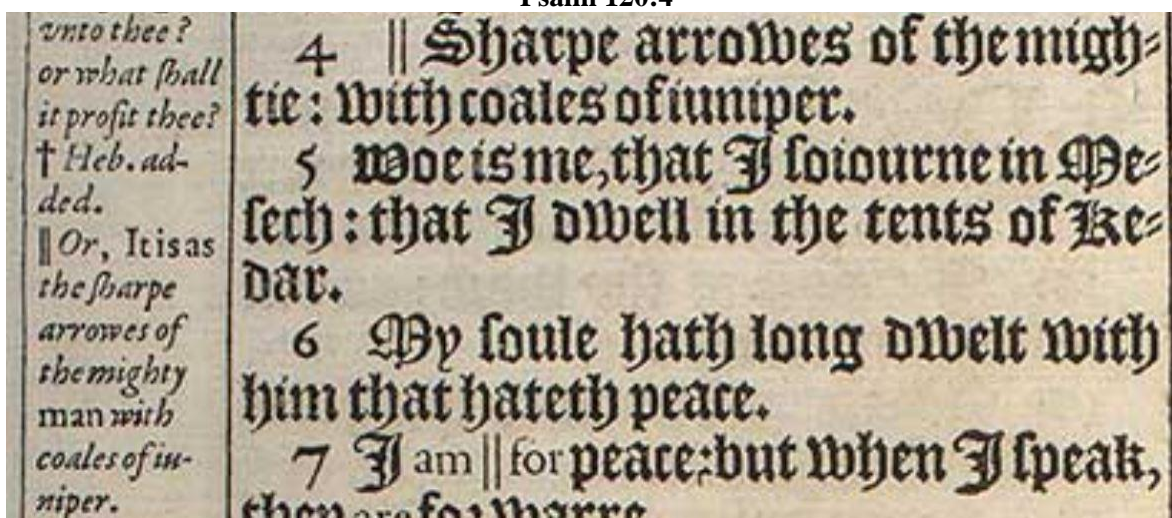 Psalm 120:4
vnto thee?
or what ſhall
it profit thee?
† Heb. ad-
ded.
|| Or, It is as
the ſharpe
arrowes of
the mighty
man with
coales of iu-
niper.
4 || Sharpe arrowes of the migh-
tie: with coales of iuniper.
5 Woe is me, that I ſoiourne in Me-
ſech: that I dwell in the tents of Ke-
dar.
6 My ſoule hath long dwelt with
him that hateth peace.
7 I am || for peace: but when I ſpeak,
they are for warre.